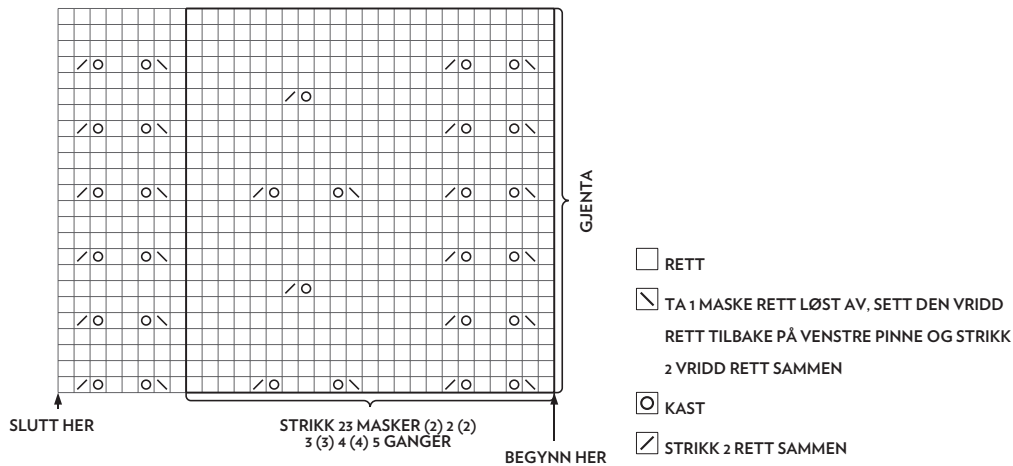 GJENTA
SLUTT HER
STRIKK 23 MASKER (2) 2 (2)
3 (3) 4 (4) 5 GANGER
BEGYNN HER
RETT
TA 1 MASKE RETT LØST AV, SETT DEN VRIDD
RETT TILBAKE PÅ VENSTRE PINNE OG STRIKK
2 VRIDD RETT SAMMEN
KAST
STRIKK 2 RETT SAMMEN